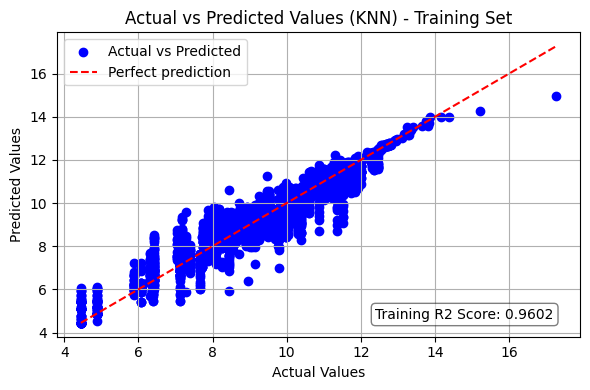 Actual vs Predicted Values (KNN) - Training Set
Actual vs Predicted
Perfect prediction
Predicted Values
16
14
12
10
8
6
4
Training R2 Score: 0.9602
4 6 8 10 12 14 16
Actual Values